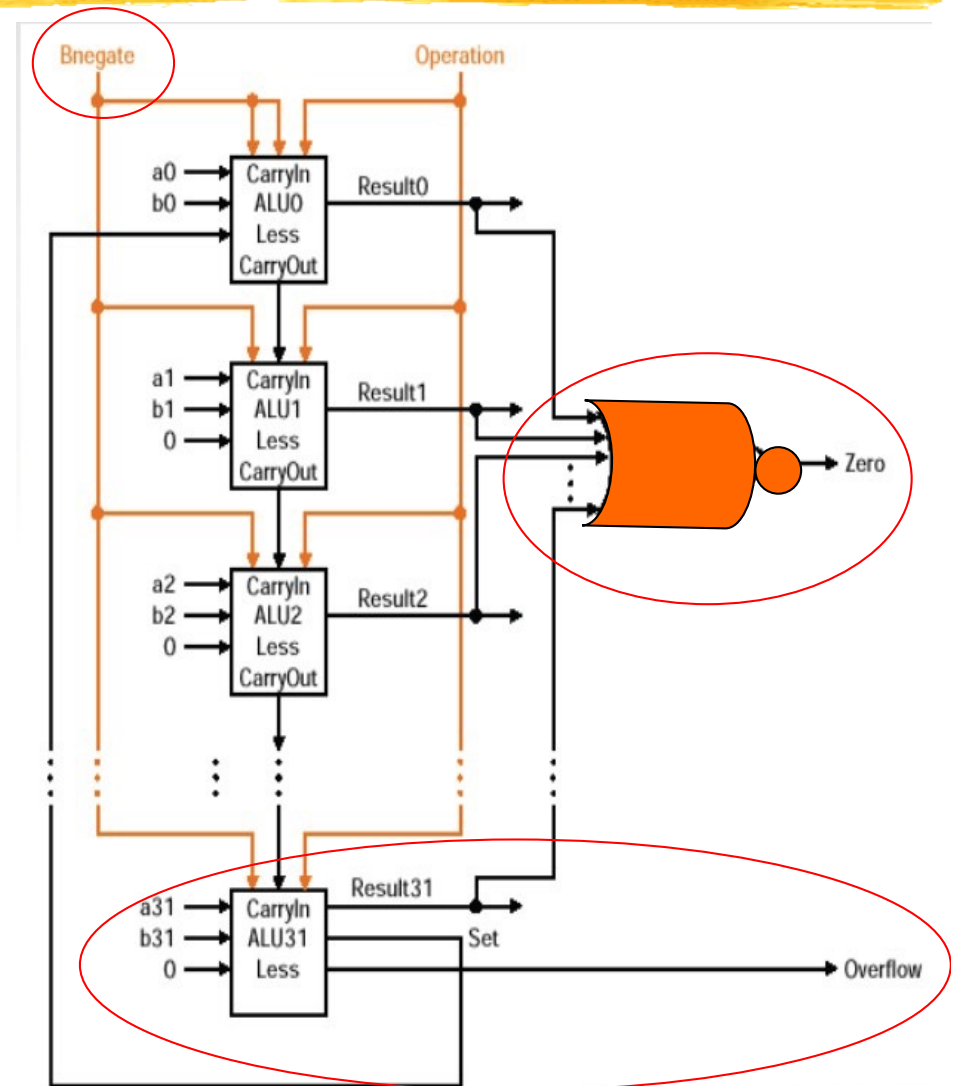 Bnegate
Operation
a0
b0
CarryIn
ALU0
Less
CarryOut
Result0
a1
b1
0
CarryIn
ALU1
Less
CarryOut
Result1
Zero
a2
b2
0
CarryIn
ALU2
Less
CarryOut
Result2
a31
b31
0
CarryIn
ALU31
Less
Result31
Set
Overflow